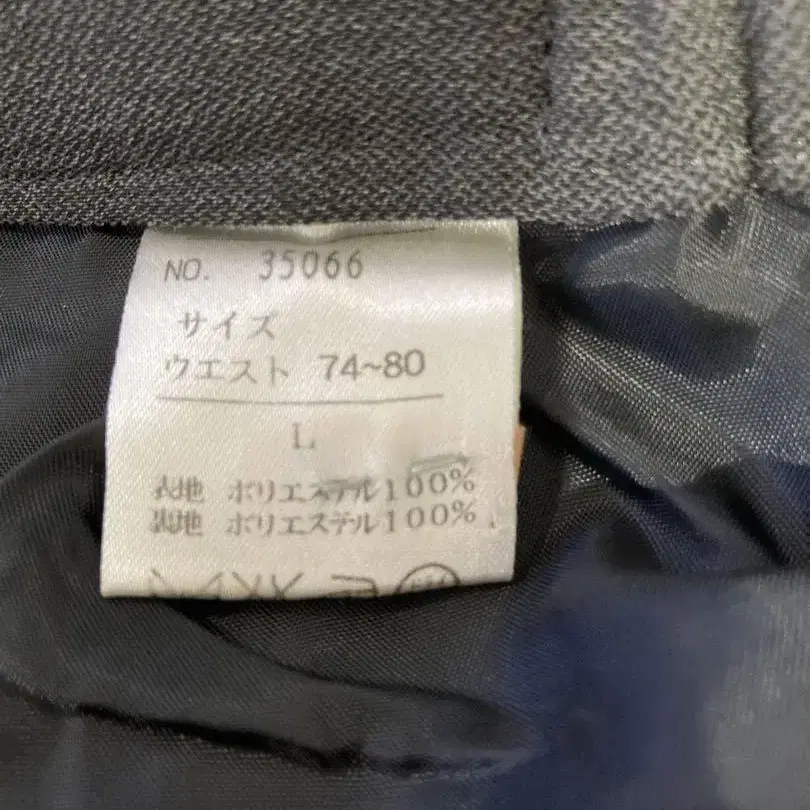 NO. 35066
サイズ
ウエスト 74~80
L
表地 ポリエステル100%
裏地 ポリエステル100%